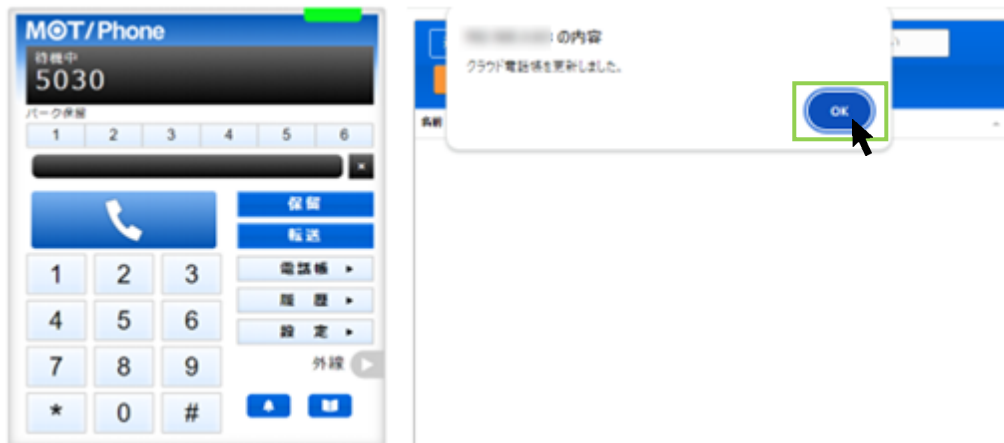 MOT/Phone
待機中
5030
パーク保留
1 2 3 4 5 6
×
保留
転送
1 2 3
電話帳
履歴
4 5 6
設定
7 8 9
外線
* 0 #
の内容
クラウド電話帳を更新しました。
OK
名前